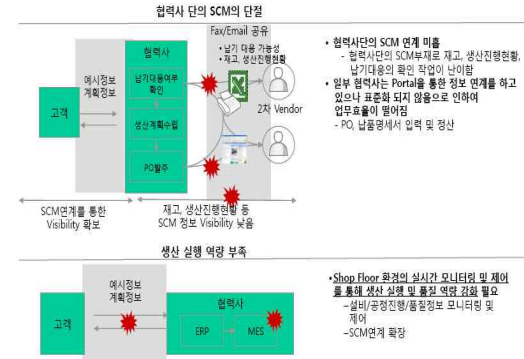 협력사 단의 SCM의 단절
Fax/Email 공유
• 납기 대응 가능성
• 재고, 생산진행현황
협력사
납기대응여부
확인
예시정보
계획정보
고객
생산계획수립
2차 Vendor
PO발주
SCM연계를 통한
Visibility 확보
재고, 생산진행현황 등
SCM 정보 Visibility 낮음
• 협력사단의 SCM 연계 미흡
- 협력사단의 SCM부재로 재고, 생산진행현황,
납기대응의 확인 작업이 난이함
• 일부 협력사는 Portal을 통한 정보 연계를 하고
있으나 표준화 되지 않음으로 인하여
업무효율이 떨어짐
- PO, 납품명세서 입력 및 정산
생산 실행 역량 부족
예시정보
계획정보
고객
협력사
ERP
MES
•Shop Floor 환경의 실시간 모니터링 및 제어
를 통해 생산 실행 및 품질 역량 강화 필요
–설비/공정진행/품질정보 모니터링 및
제어
–SCM연계 확장